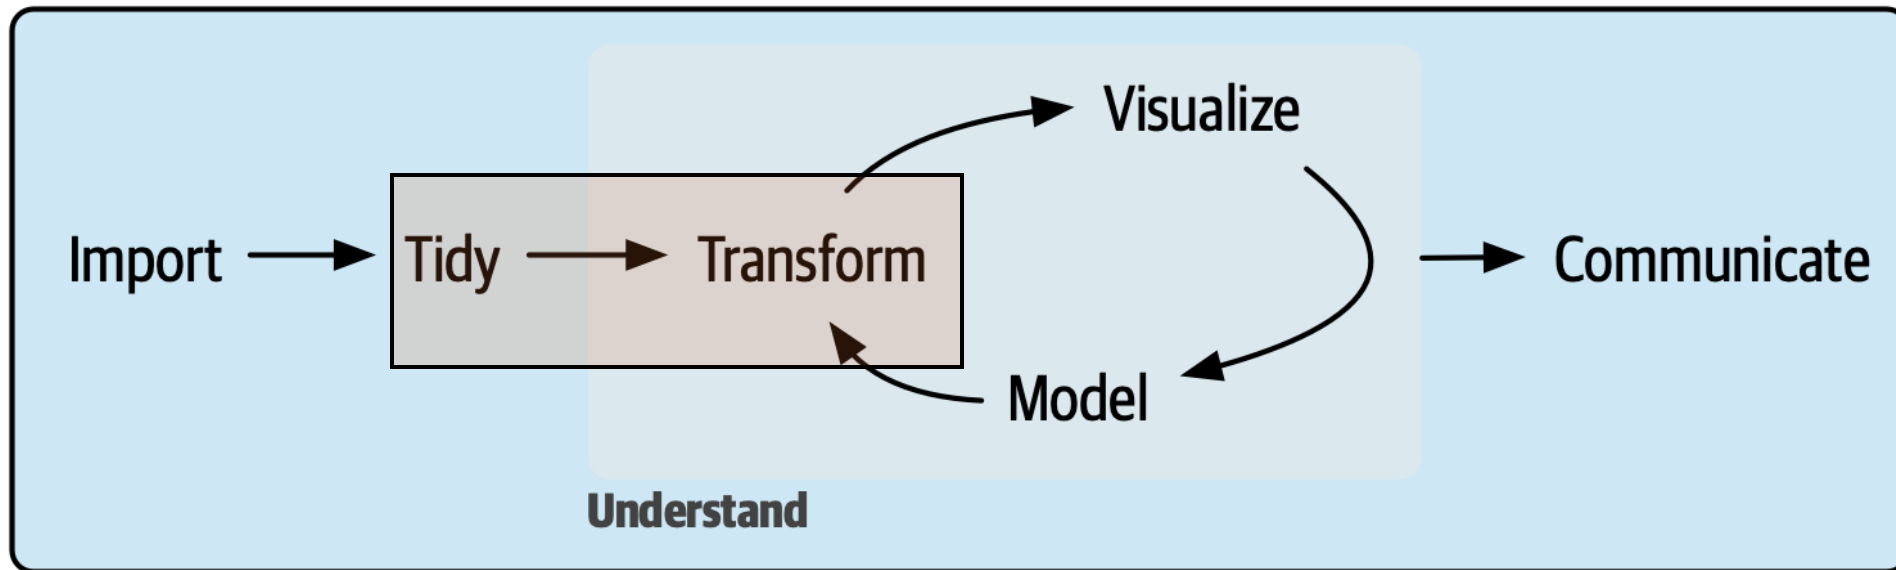 Import
Tidy
Transform
Visualize
Model
Communicate
Understand